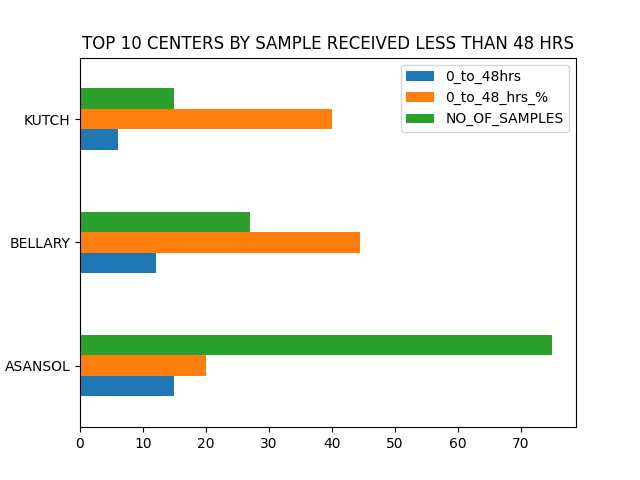 TOP 10 CENTERS BY SAMPLE RECEIVED LESS THAN 48 HRS
0_to_48hrs
0_to_48_hrs_%
NO_OF_SAMPLES
KUTCH
BELLARY
ASANSOL
0 10 20 30 40 50 60 70